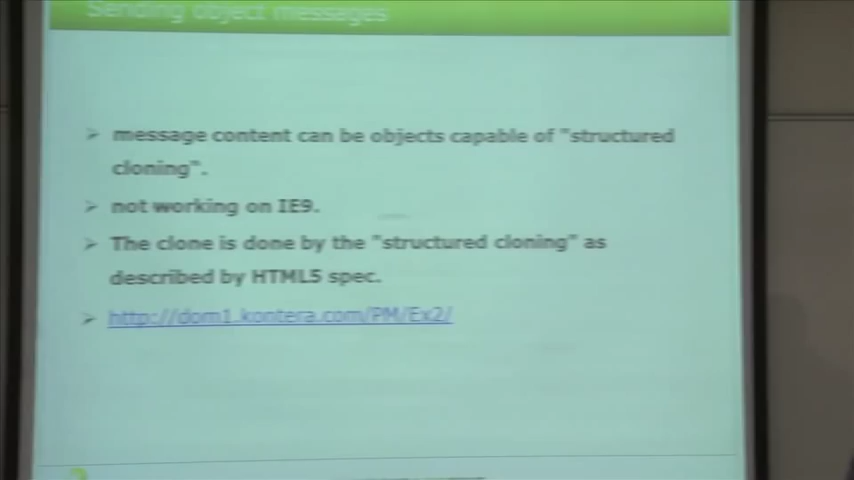 Sending object messages
➢ message content can be objects capable of "structured
cloning".
➢ not working on IE9.
➢ The clone is done by the "structured cloning" as
described by HTML5 spec.
➢ http://dom1.kontera.com/PM/Ex2/